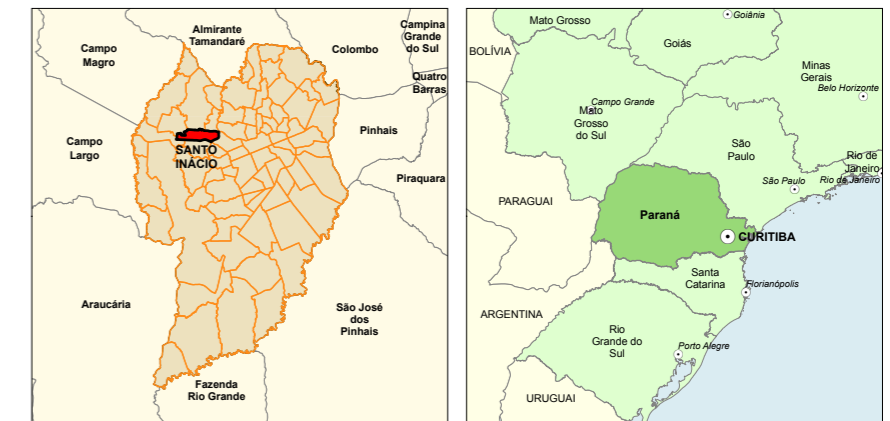 Almirante
Tamandaré
Campina
Grande
do Sul
Campo
Magro
Colombo
Quatro
Barras
Pinhais
Campo
Largo
SANTO
INÁCIO
Piraquara
Araucária
São José
dos
Pinhais
Fazenda
Rio Grande
Mato Grosso
Goiânia
BOLÍVIA
Goiás
Minas
Gerais
Belo Horizonte
Campo Grande
Mato
Grosso
do Sul
São
Paulo
Rio de
Janeiro
São Paulo
Rio de Janeiro
PARAGUAI
Paraná
CURITIBA
Santa
Catarina
Florianópolis
ARGENTINA
Rio
Grande do
Sul
Porto Alegre
URUGUAI